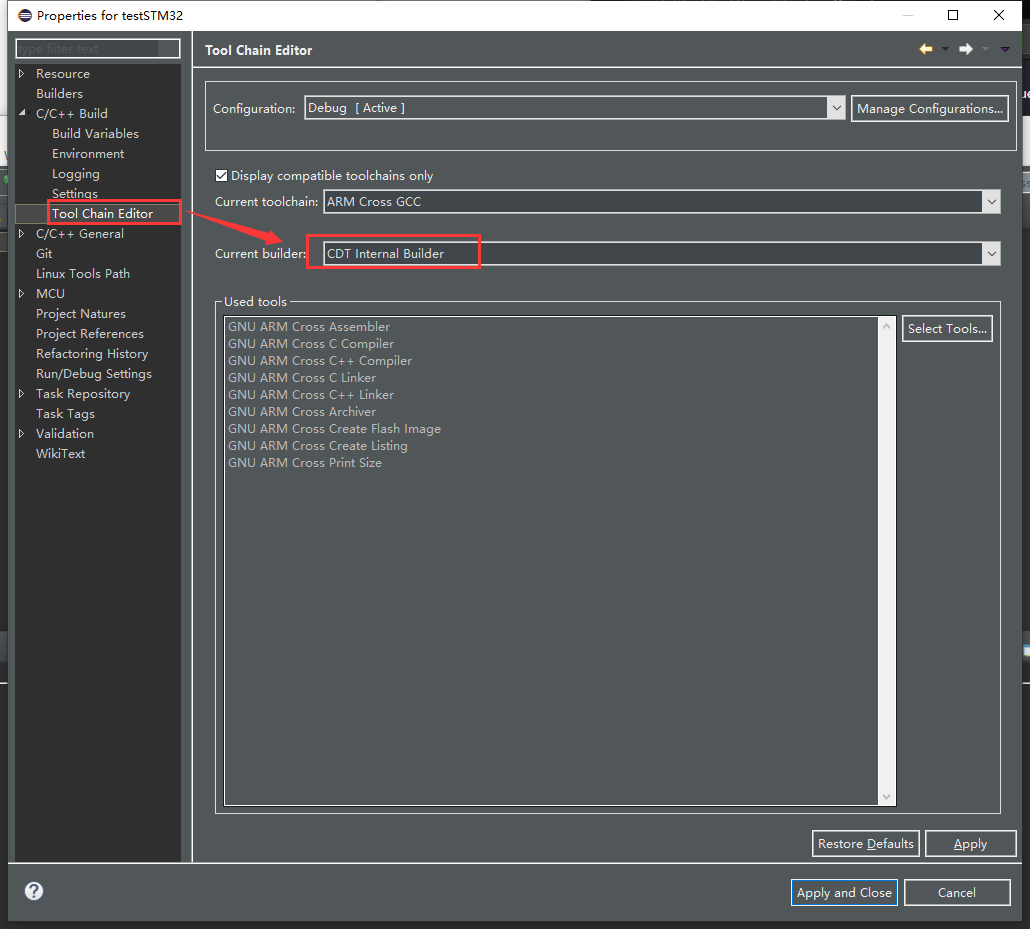 Properties for testSTM32
type filter text
Resource
Builders
C/C++ Build
Build Variables
Environment
Logging
Settings
Tool Chain Editor
C/C++ General
Git
Linux Tools Path
MCU
Project Natures
Project References
Refactoring History
Run/Debug Settings
Task Repository
Task Tags
Validation
WikiText
Tool Chain Editor
Configuration: Debug [ Active ] Manage Configurations...
Display compatible toolchains only
Current toolchain: ARM Cross GCC
Current builder: CDT Internal Builder
Used tools
GNU ARM Cross Assembler
GNU ARM Cross C Compiler
GNU ARM Cross C++ Compiler
GNU ARM Cross C Linker
GNU ARM Cross C++ Linker
GNU ARM Cross Archiver
GNU ARM Cross Create Flash Image
GNU ARM Cross Create Listing
GNU ARM Cross Print Size
Select Tools...
Restore Defaults Apply
? Apply and Close Cancel